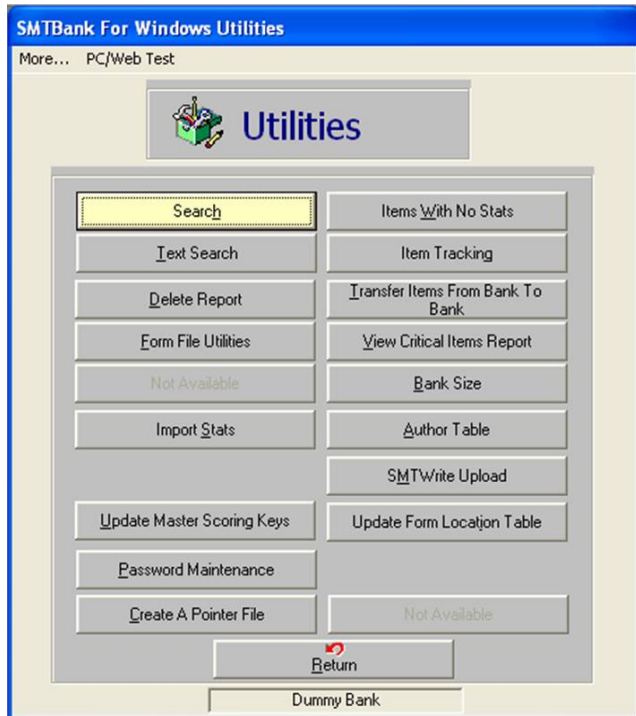 SMTBank For Windows Utilities
More... PC/Web Test
Utilities
Search Items With No Stats
Text Search Item Tracking
Delete Report Transfer Items From Bank To
Bank
Form File Utilities View Critical Items Report
Not Available Bank Size
Import Stats Author Table
SMTWrite Upload
Update Master Scoring Keys Update Form Location Table
Password Maintenance
Create A Pointer File Not Available
Return
Dummy Bank